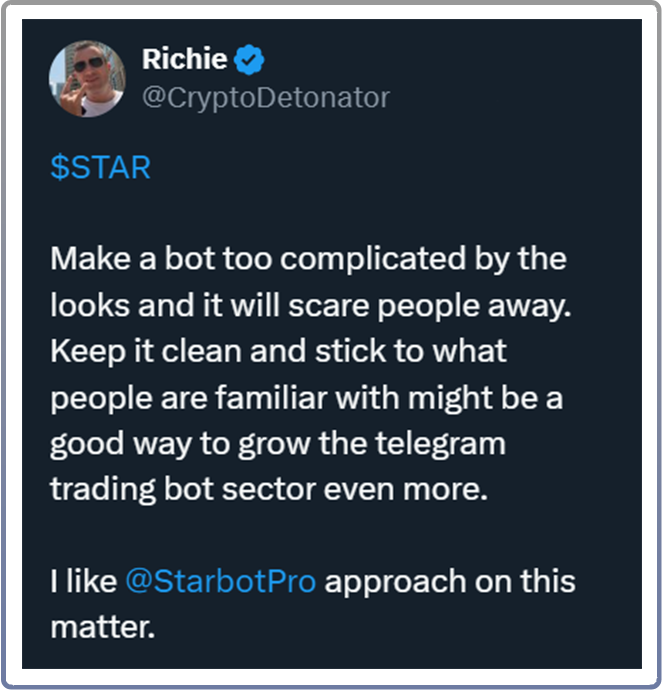 Richie
@CryptoDetonator
$STAR
Make a bot too complicated by the
looks and it will scare people away.
Keep it clean and stick to what
people are familiar with might be a
good way to grow the telegram
trading bot sector even more.
I like @StarbotPro approach on this
matter.